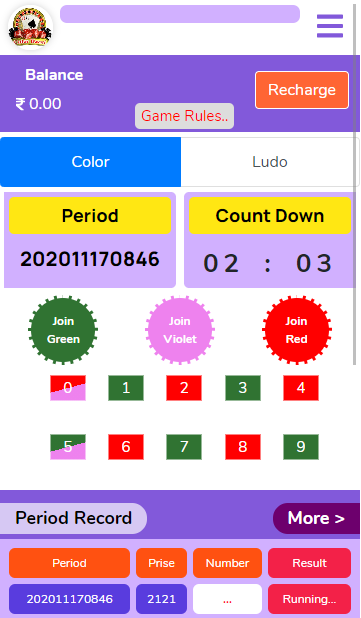 Balance
₹ 0.00
Recharge
Game Rules..
Color Ludo
Period Count Down
202011170846 02 : 03
Join Green
Join Violet
Join Red
0 1 2 3 4
5 6 7 8 9
Period Record More >
Period Prise Number Result
202011170846 2121 ... Running...